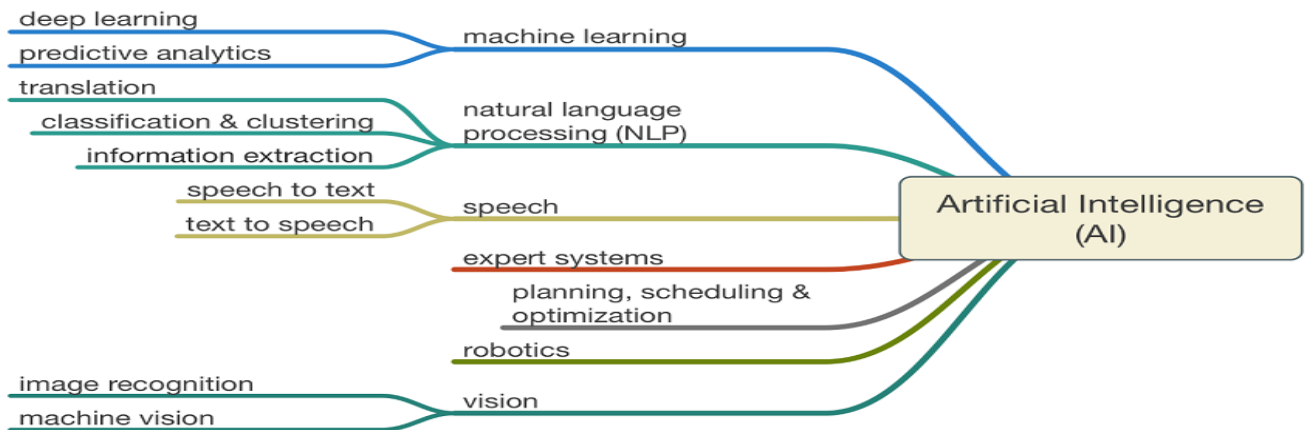 deep learning
predictive analytics
machine learning
translation
classification & clustering
information extraction
natural language
processing (NLP)
speech to text
text to speech
speech
expert systems
planning, scheduling &
optimization
robotics
image recognition
machine vision
vision
Artificial Intelligence
(AI)